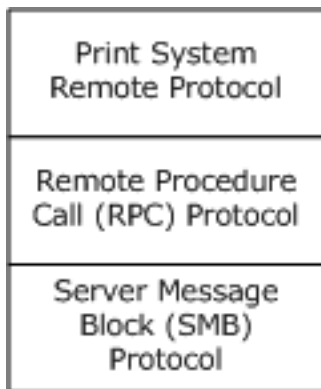 Print System
Remote Protocol
Remote Procedure
Call (RPC) Protocol
Server Message
Block (SMB)
Protocol